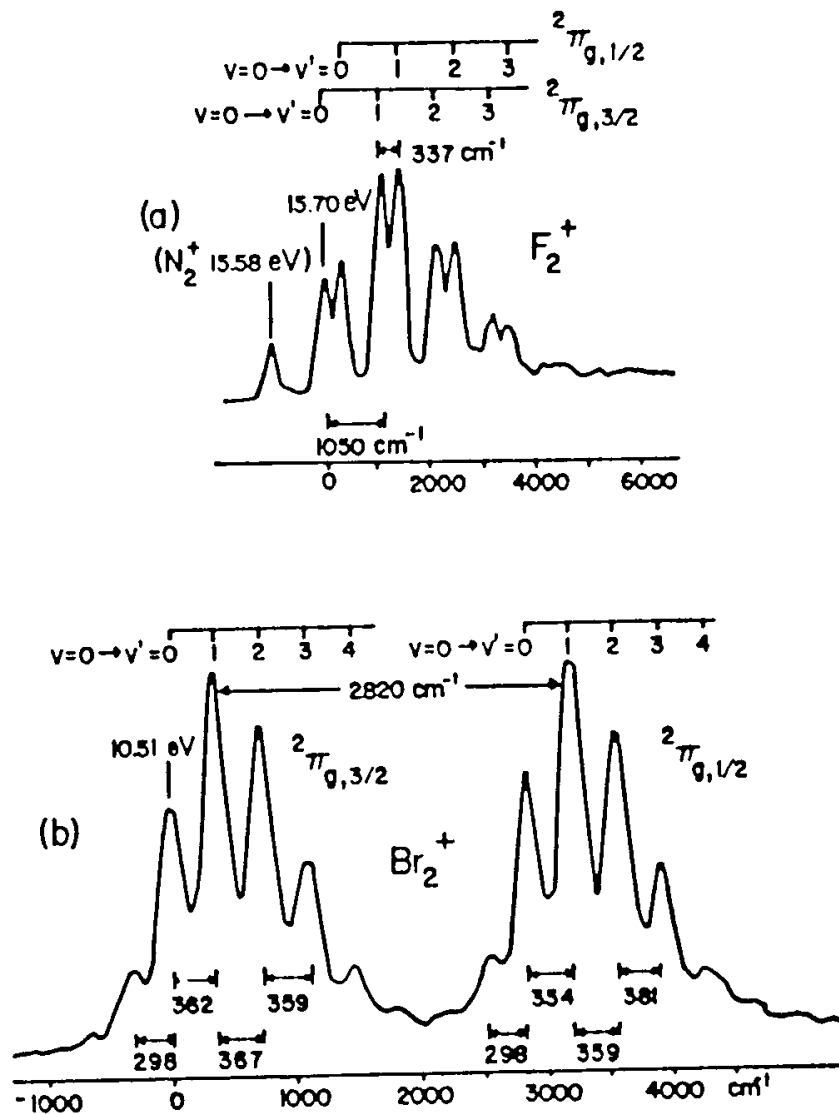 ²π g,1/2
v=0→v'=0 1 2 3
²π g,3/2
v=0→v'=0 1 2 3
337 cm⁻¹
(a)
15.70 eV
F₂⁺
(N₂⁺ 15.58 eV)
1050 cm⁻¹
0 2000 4000 6000
v=0→v'=0 1 2 3 4
v=0→v'=0 1 2 3 4
2820 cm⁻¹
10.51 eV
²π g,3/2
²π g,1/2
(b)
Br₂⁺
362 359 354 381
298 367 298 359
-1000 0 1000 2000 3000 4000 cm⁻¹